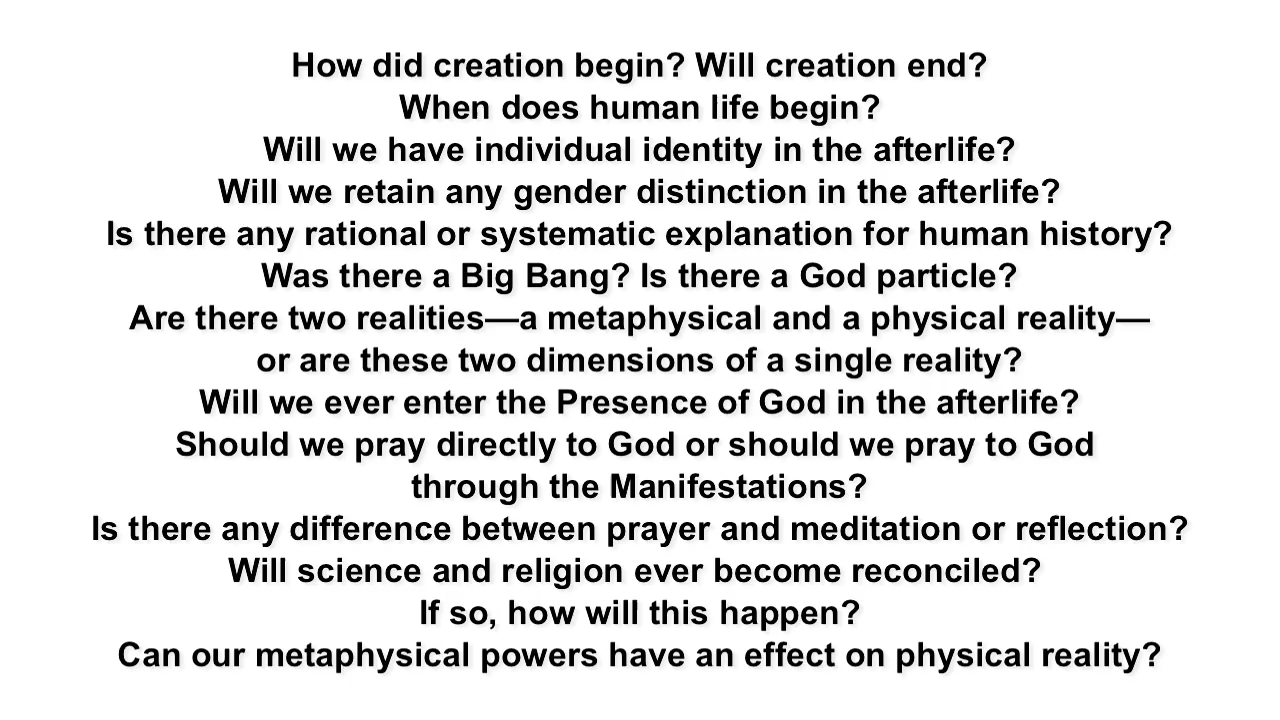 How did creation begin? Will creation end?
When does human life begin?
Will we have individual identity in the afterlife?
Will we retain any gender distinction in the afterlife?
Is there any rational or systematic explanation for human history?
Was there a Big Bang? Is there a God particle?
Are there two realities—a metaphysical and a physical reality—
or are these two dimensions of a single reality?
Will we ever enter the Presence of God in the afterlife?
Should we pray directly to God or should we pray to God
through the Manifestations?
Is there any difference between prayer and meditation or reflection?
Will science and religion ever become reconciled?
If so, how will this happen?
Can our metaphysical powers have an effect on physical reality?